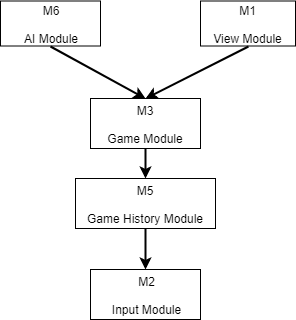 M6
AI Module
M1
View Module
M3
Game Module
M5
Game History Module
M2
Input Module